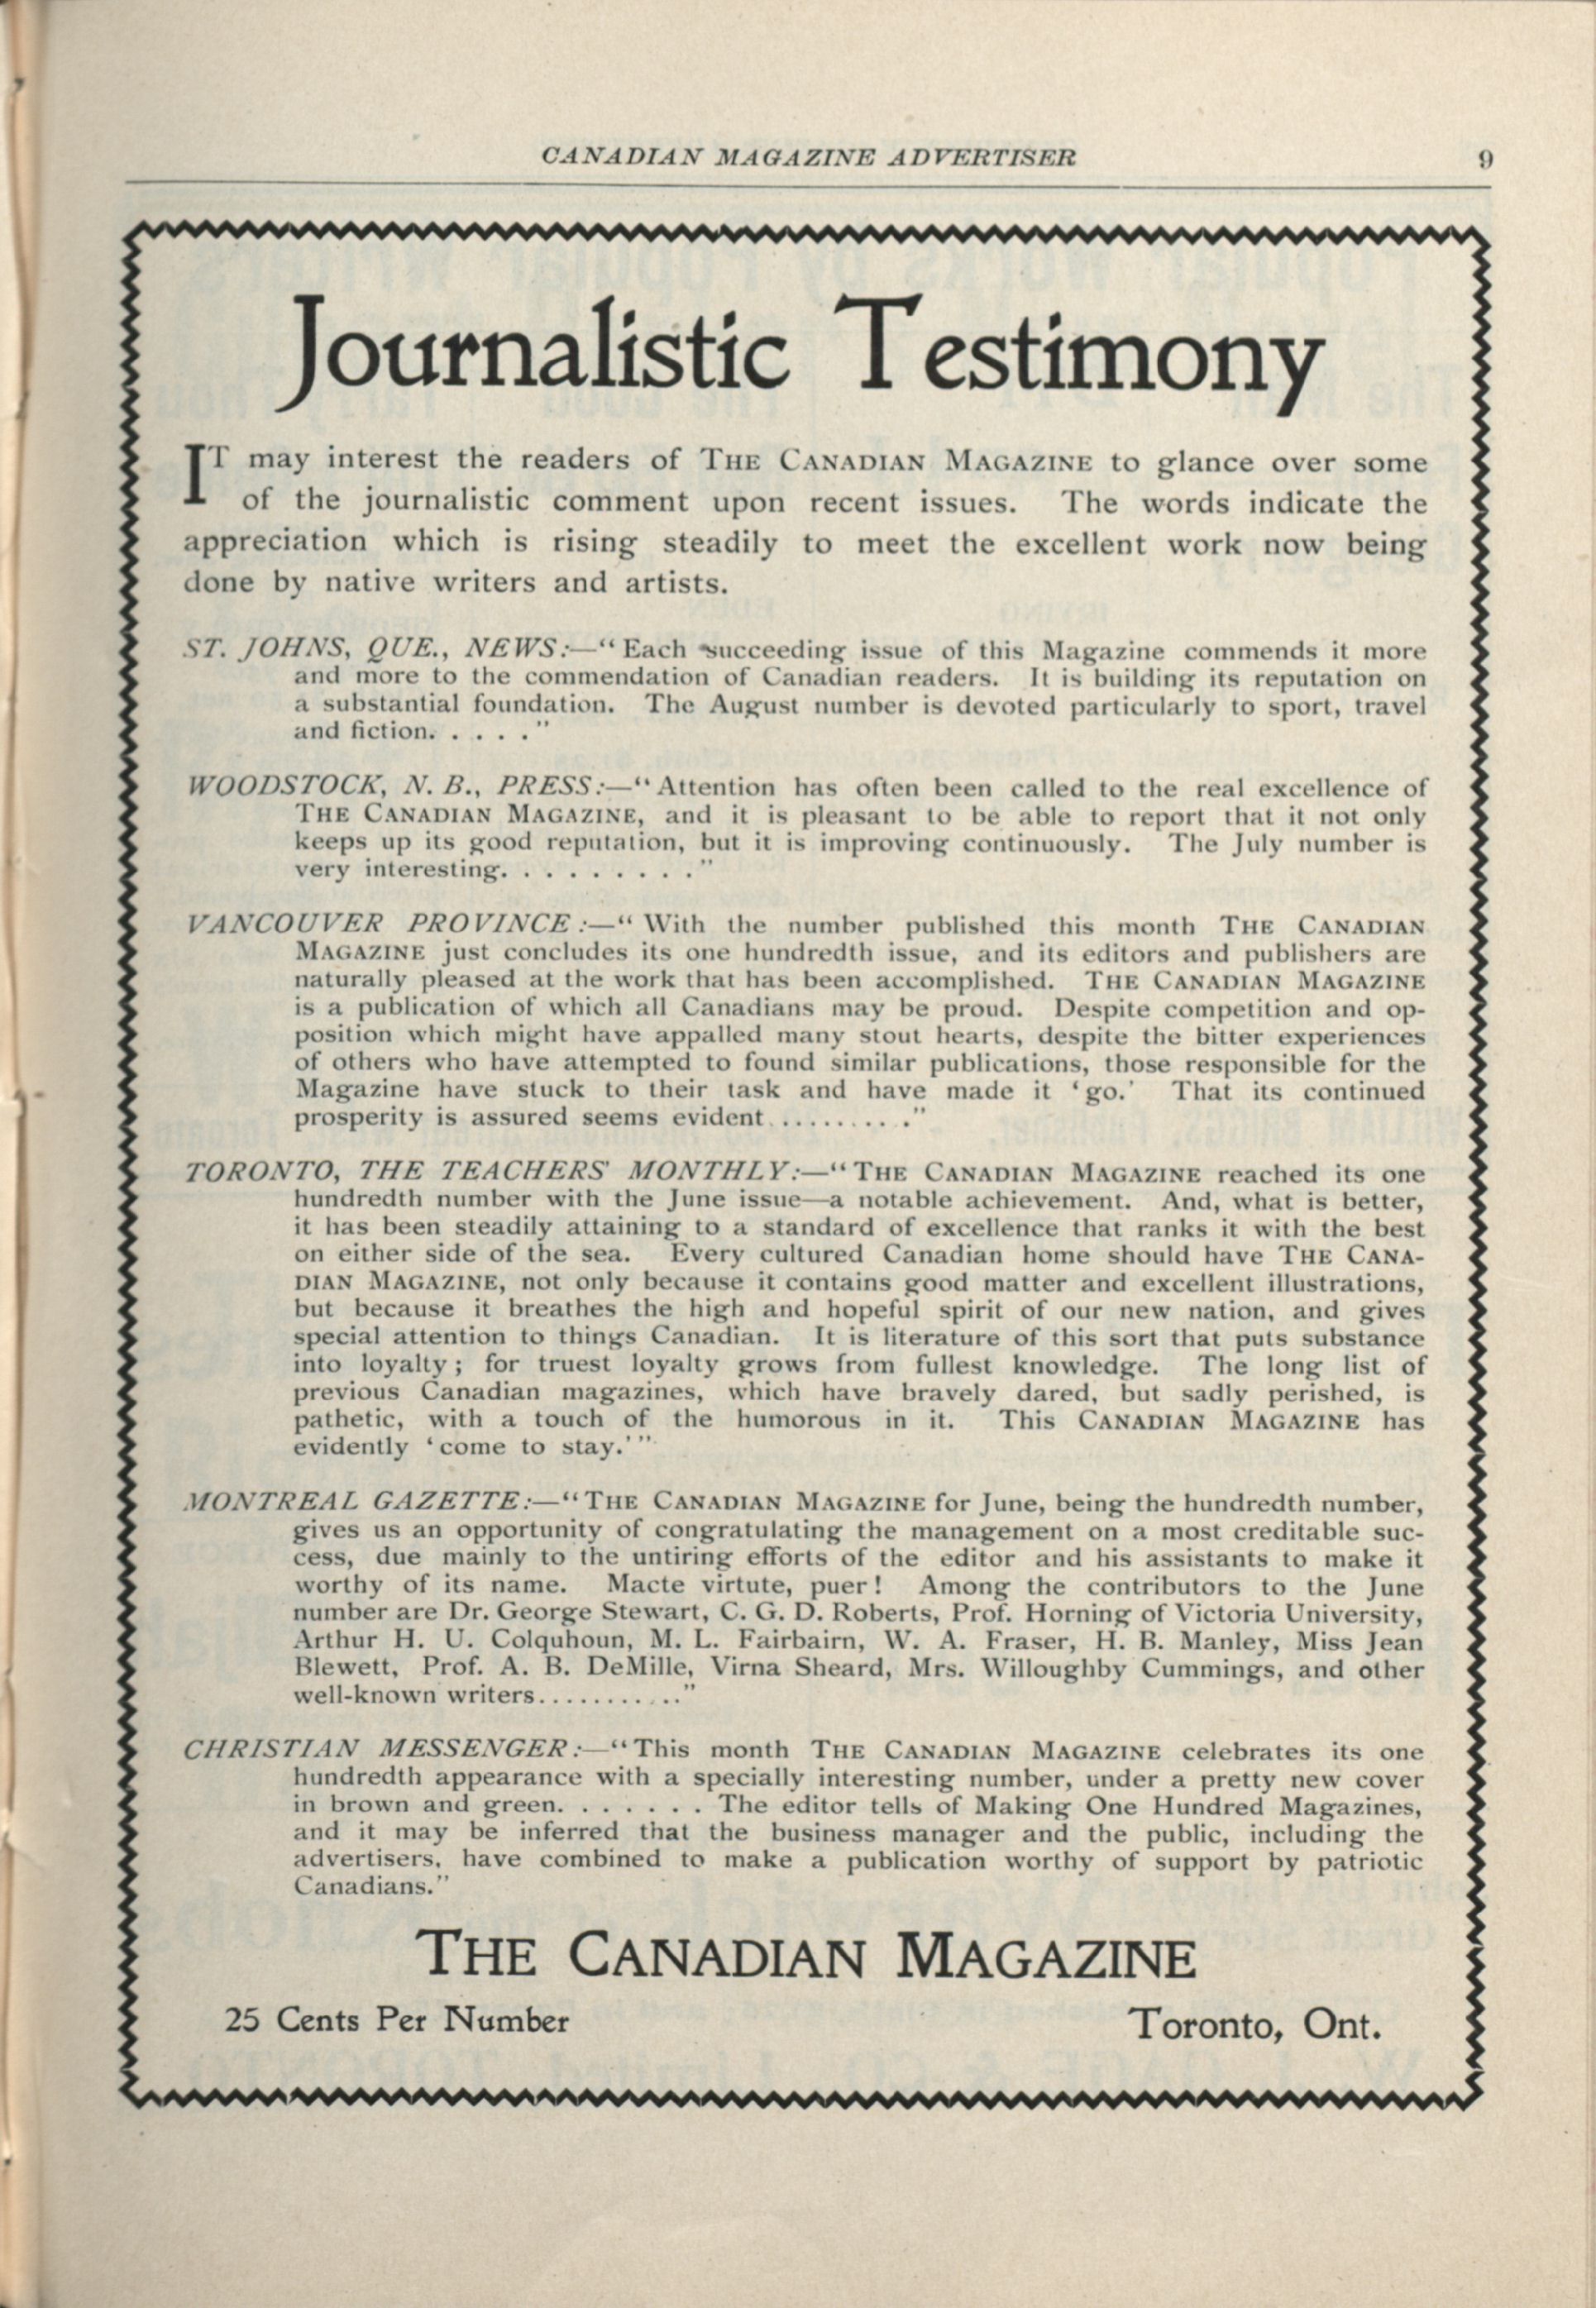 CANADIAN MAGAZINE ADVERTISER 9
Journalistic Testimony
IT may interest the readers of THE CANADIAN MAGAZINE to glance over some
of the journalistic comment upon recent issues. The words indicate the
appreciation which is rising steadily to meet the excellent work now being
done by native writers and artists.
ST. JOHNS, QUE., NEWS:—“Each succeeding issue of this Magazine commends it more
and more to the commendation of Canadian readers. It is building its reputation on
a substantial foundation. The August number is devoted particularly to sport, travel
and fiction. . . . .”
WOODSTOCK, N. B., PRESS:—“Attention has often been called to the real excellence of
THE CANADIAN MAGAZINE, and it is pleasant to be able to report that it not only
keeps up its good reputation, but it is improving continuously. The July number is
very interesting. . . . . . . . .”
VANCOUVER PROVINCE:—“With the number published this month THE CANADIAN
MAGAZINE just concludes its one hundredth issue, and its editors and publishers are
naturally pleased at the work that has been accomplished. THE CANADIAN MAGAZINE
is a publication of which all Canadians may be proud. Despite competition and op-
position which might have appalled many stout hearts, despite the bitter experiences
of others who have attempted to found similar publications, those responsible for the
Magazine have stuck to their task and have made it ‘go.’ That its continued
prosperity is assured seems evident..........”
TORONTO, THE TEACHERS' MONTHLY:—“THE CANADIAN MAGAZINE reached its one
hundredth number with the June issue—a notable achievement. And, what is better,
it has been steadily attaining to a standard of excellence that ranks it with the best
on either side of the sea. Every cultured Canadian home should have THE CANA-
DIAN MAGAZINE, not only because it contains good matter and excellent illustrations,
but because it breathes the high and hopeful spirit of our new nation, and gives
special attention to things Canadian. It is literature of this sort that puts substance
into loyalty; for truest loyalty grows from fullest knowledge. The long list of
previous Canadian magazines, which have bravely dared, but sadly perished, is
pathetic, with a touch of the humorous in it. This CANADIAN MAGAZINE has
evidently ‘come to stay.’”
MONTREAL GAZETTE:—“THE CANADIAN MAGAZINE for June, being the hundredth number,
gives us an opportunity of congratulating the management on a most creditable suc-
cess, due mainly to the untiring efforts of the editor and his assistants to make it
worthy of its name. Macte virtute, puer! Among the contributors to the June
number are Dr. George Stewart, C. G. D. Roberts, Prof. Horning of Victoria University,
Arthur H. U. Colquhoun, M. L. Fairbairn, W. A. Fraser, H. B. Manley, Miss Jean
Blewett, Prof. A. B. DeMille, Virna Sheard, Mrs. Willoughby Cummings, and other
well-known writers...........”
CHRISTIAN MESSENGER:—“This month THE CANADIAN MAGAZINE celebrates its one
hundredth appearance with a specially interesting number, under a pretty new cover
in brown and green. . . . . . . The editor tells of Making One Hundred Magazines,
and it may be inferred that the business manager and the public, including the
advertisers, have combined to make a publication worthy of support by patriotic
Canadians.”
THE CANADIAN MAGAZINE
25 Cents Per Number Toronto, Ont.